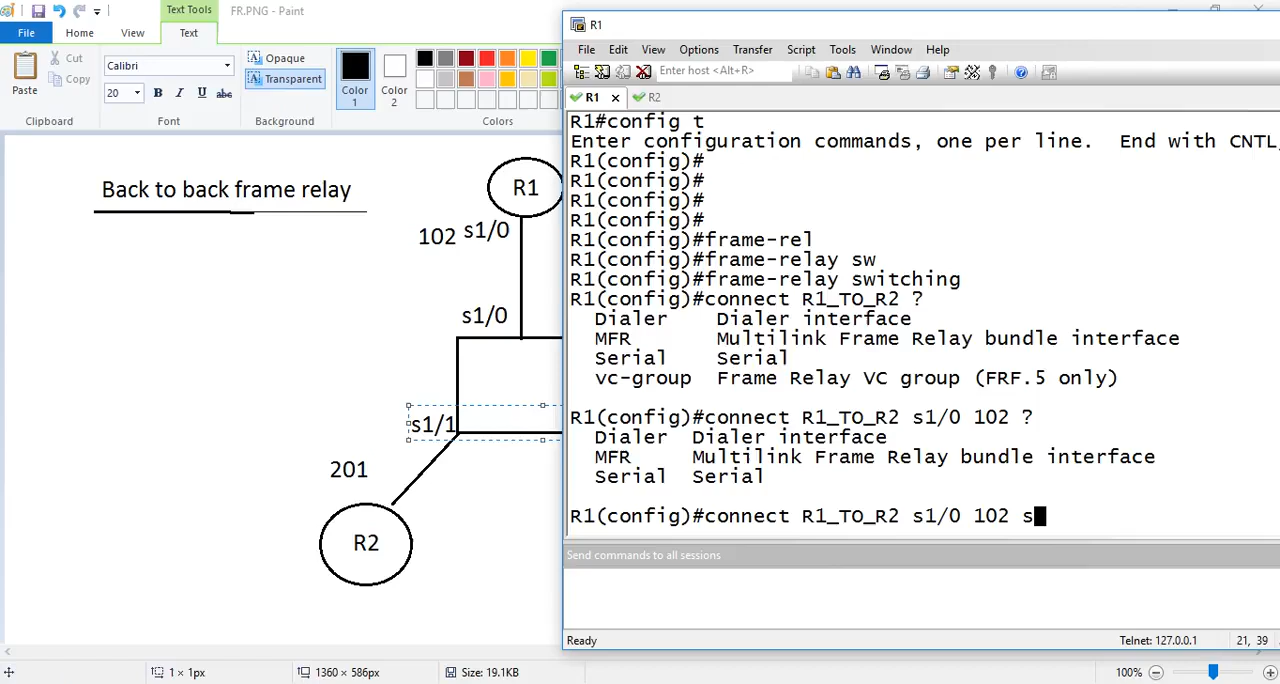 Text Tools
FR.PNG - Paint
File
Home
View
Text
Paste
Cut
Copy
Clipboard
Calibri
20
B I U abc
Font
Opaque
Transparent
Background
Color 1
Color 2
Colors
Back to back frame relay
R1
102 s1/0
s1/0
s1/1
201
R2
1 × 1px
1360 × 586px
Size: 19.1KB
100%
R1
File Edit View Options Transfer Script Tools Window Help
Enter host <Alt+R>
R1
R2
R1#config t
Enter configuration commands, one per line. End with CNTL
R1(config)#
R1(config)#
R1(config)#
R1(config)#
R1(config)#frame-rel
R1(config)#frame-relay sw
R1(config)#frame-relay switching
R1(config)#connect R1_TO_R2 ?
Dialer Dialer interface
MFR Multilink Frame Relay bundle interface
Serial Serial
vc-group Frame Relay VC group (FRF.5 only)
R1(config)#connect R1_TO_R2 s1/0 102 ?
Dialer Dialer interface
MFR Multilink Frame Relay bundle interface
Serial Serial
R1(config)#connect R1_TO_R2 s1/0 102 s
Send commands to all sessions
Ready
Telnet: 127.0.0.1
21, 39